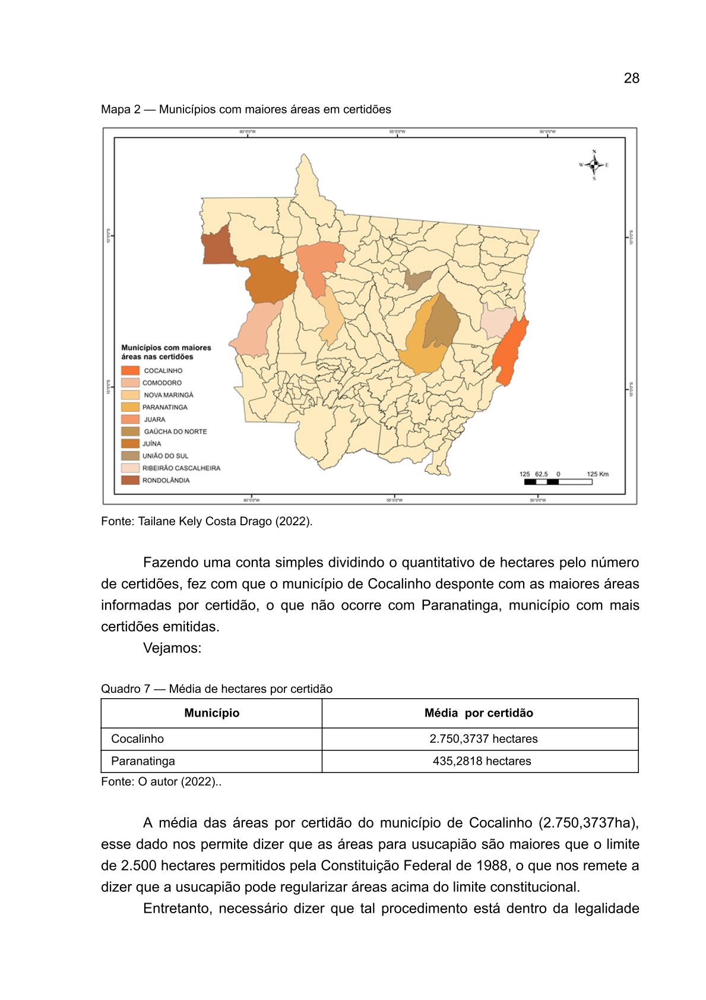 28
Mapa 2 — Municípios com maiores áreas em certidões
60°0'0"W 55°0'0"W 50°0'0"W
N
W E
S
10°0'0"S 10°0'0"S
Municípios com maiores
áreas nas certidões
COCALINHO
COMODORO
15°0'0"S 15°0'0"S
NOVA MARINGÁ
PARANATINGA
JUARA
GAÚCHA DO NORTE
JUÍNA
UNIÃO DO SUL
RIBEIRÃO CASCALHEIRA
RONDOLÂNDIA
125 62,5 0 125 Km
60°0'0"W 55°0'0"W 50°0'0"W
Fonte: Tailane Kely Costa Drago (2022).
Fazendo uma conta simples dividindo o quantitativo de hectares pelo número
de certidões, fez com que o município de Cocalinho desponte com as maiores áreas
informadas por certidão, o que não ocorre com Paranatinga, município com mais
certidões emitidas.
Vejamos:
Quadro 7 — Média de hectares por certidão
Município Média por certidão
Cocalinho 2.750,3737 hectares
Paranatinga 435,2818 hectares
Fonte: O autor (2022)..
A média das áreas por certidão do município de Cocalinho (2.750,3737ha),
esse dado nos permite dizer que as áreas para usucapião são maiores que o limite
de 2.500 hectares permitidos pela Constituição Federal de 1988, o que nos remete a
dizer que a usucapião pode regularizar áreas acima do limite constitucional.
Entretanto, necessário dizer que tal procedimento está dentro da legalidade